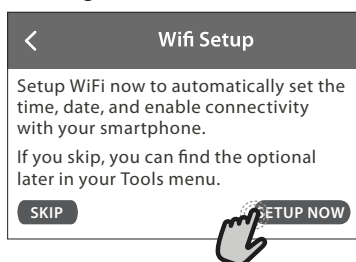 Wifi Setup
Setup WiFi now to automatically set the
time, date, and enable connectivity
with your smartphone.
If you skip, you can find the optional
later in your Tools menu.
SKIP
SETUP NOW